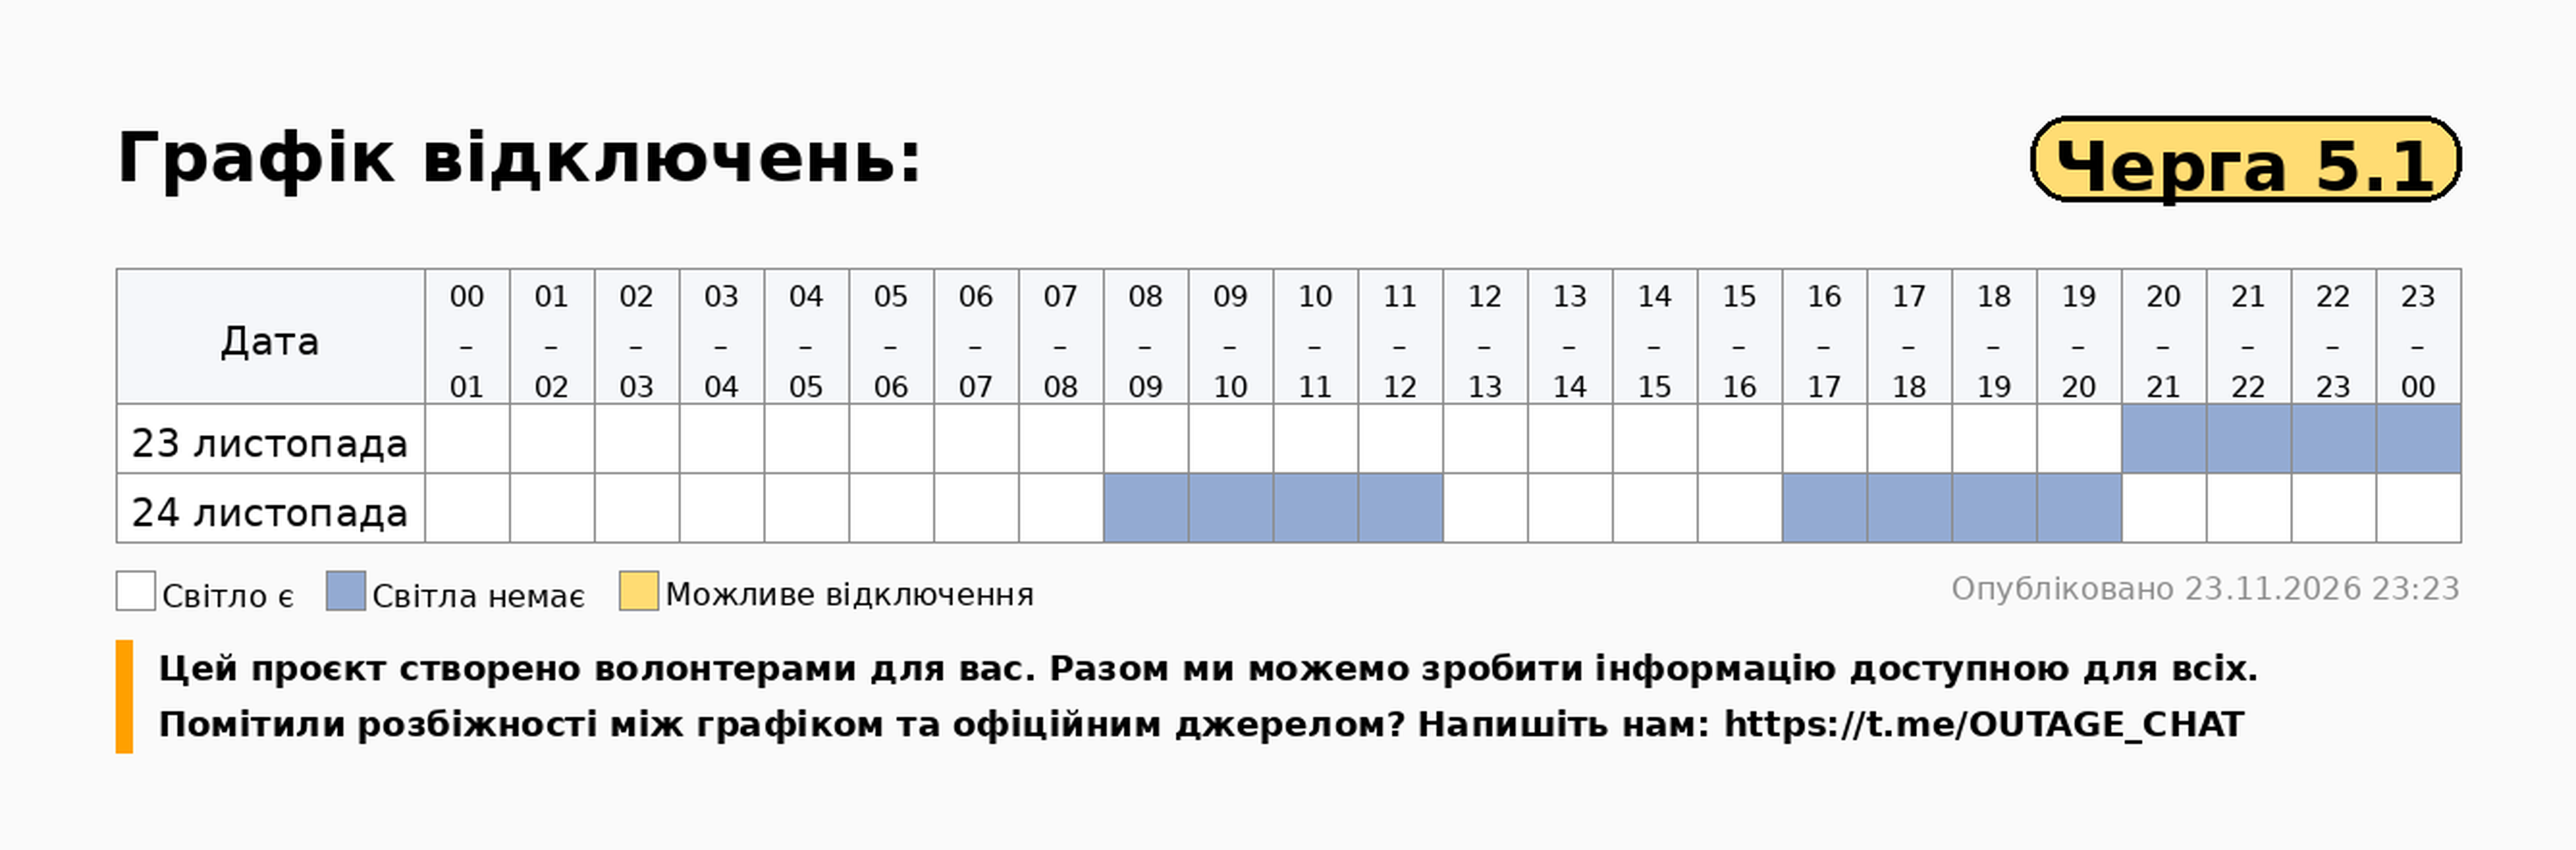 Графік відключень:
Черга 5.1
Дата
00 – 01
01 – 02
02 – 03
03 – 04
04 – 05
05 – 06
06 – 07
07 – 08
08 – 09
09 – 10
10 – 11
11 – 12
12 – 13
13 – 14
14 – 15
15 – 16
16 – 17
17 – 18
18 – 19
19 – 20
20 – 21
21 – 22
22 – 23
23 – 00
23 листопада
24 листопада
Світло є
Світла немає
Можливе відключення
Опубліковано 23.11.2026 23:23
Цей проєкт створено волонтерами для вас. Разом ми можемо зробити інформацію доступною для всіх.
Помітили розбіжності між графіком та офіційним джерелом? Напишіть нам: https://t.me/OUTAGE_CHAT